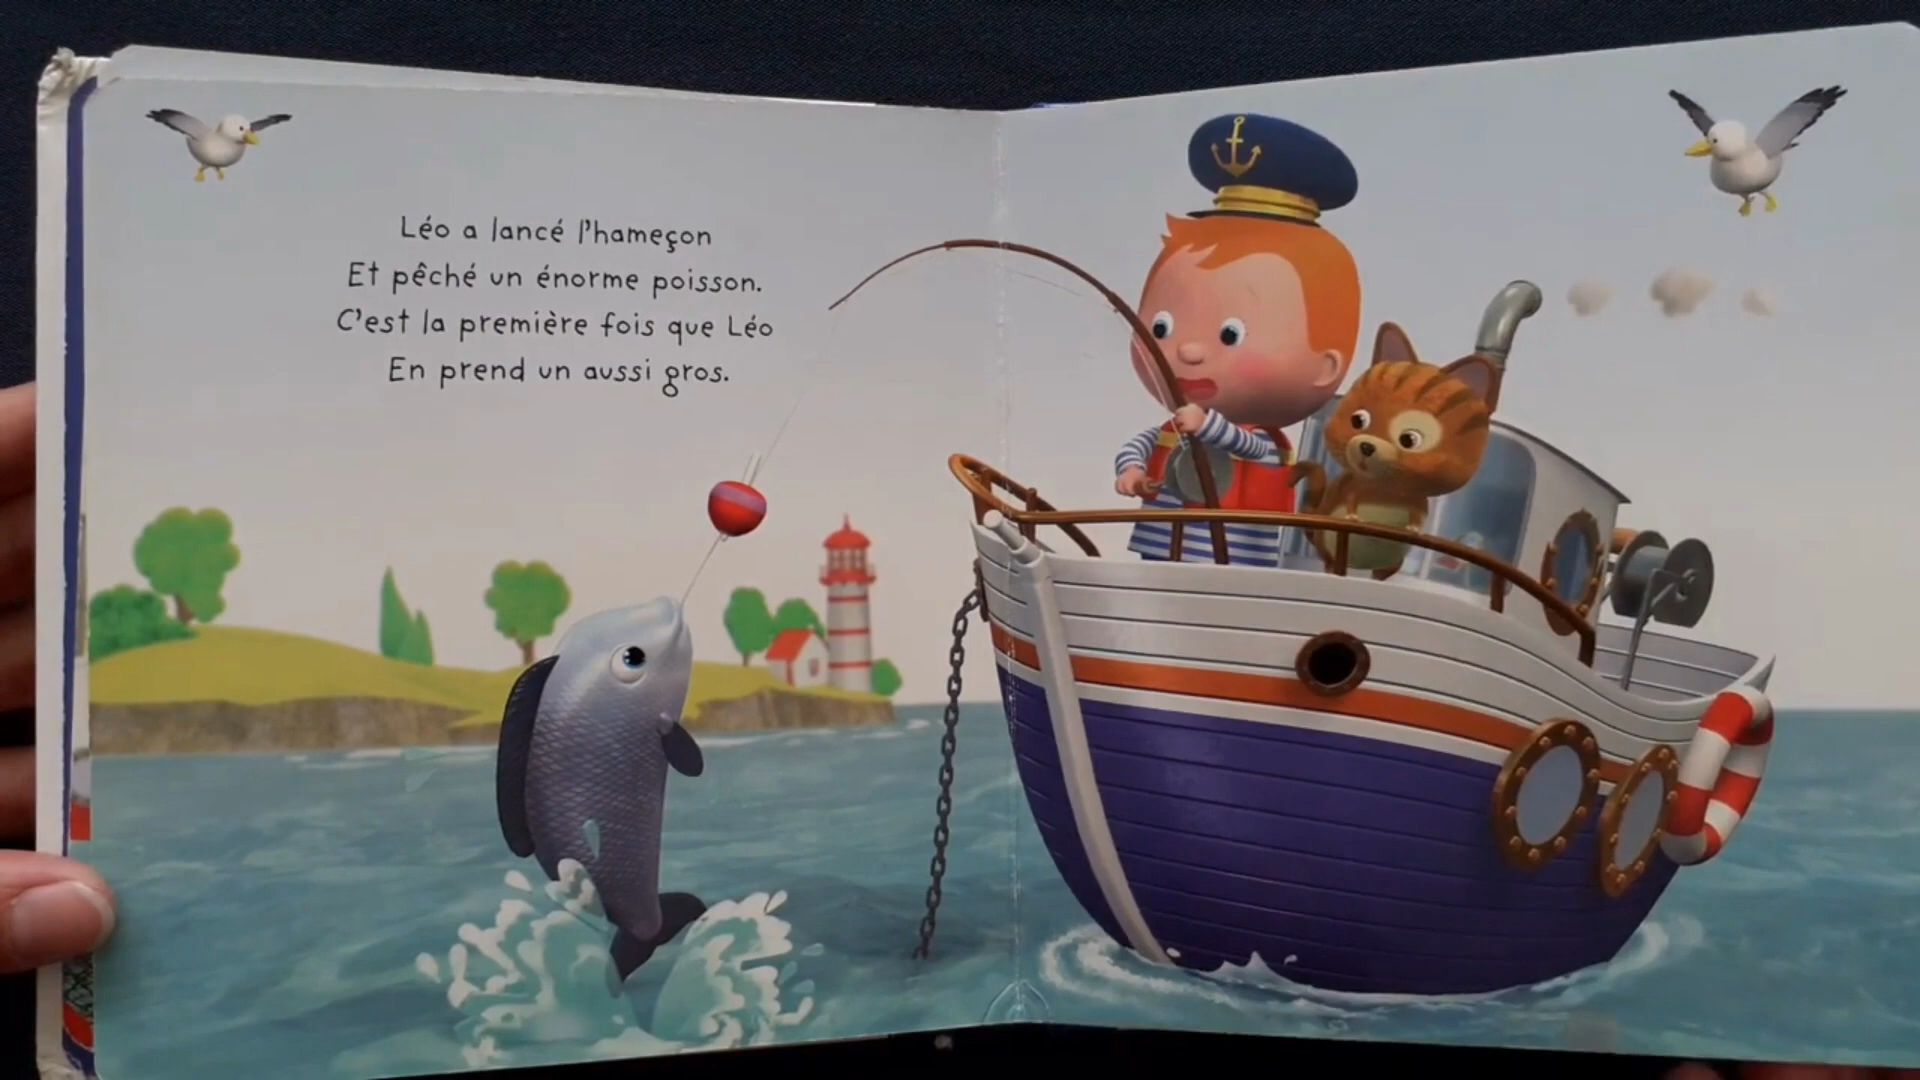 Léo a lancé l'hameçon
Et pêché un énorme poisson.
C'est la première fois que Léo
En prend un aussi gros.